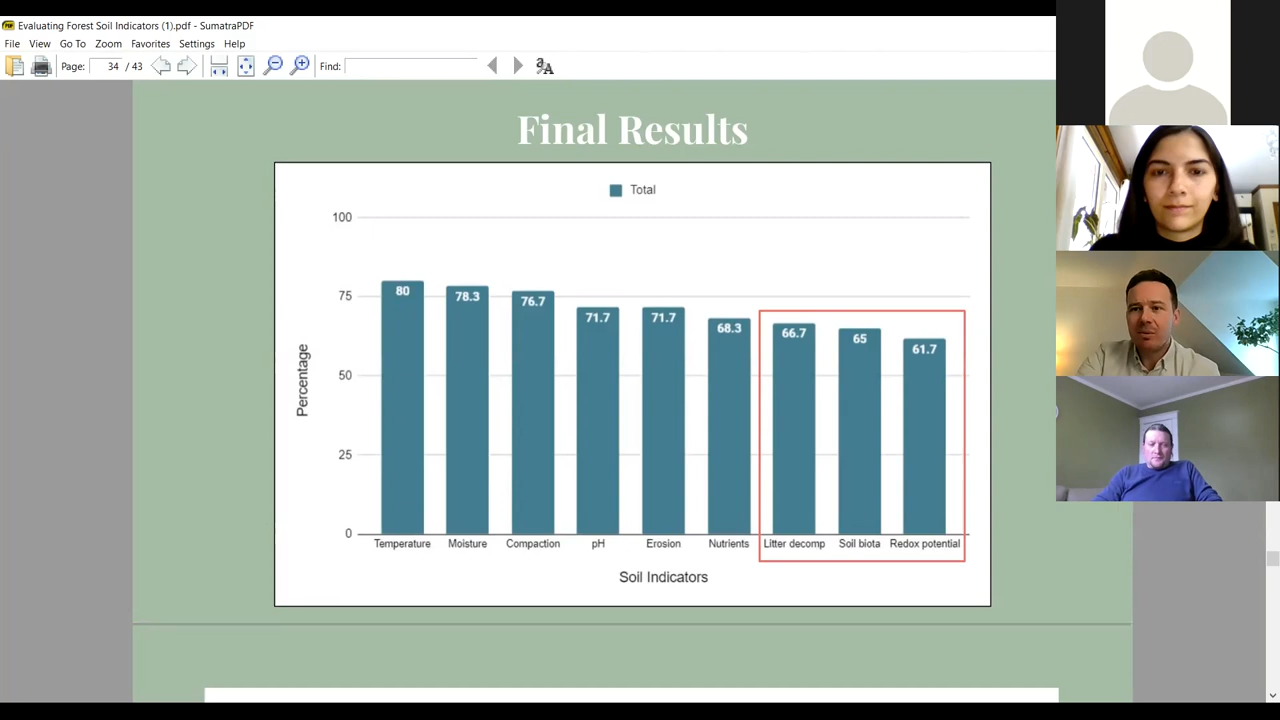 Evaluating Forest Soil Indicators (1).pdf - SumatraPDF
File View Go To Zoom Favorites Settings Help
Page: 34 / 43 Find:
Final Results
Total
100
75
50
25
0
Percentage
80 78.3 76.7 71.7 71.7 68.3 66.7 65 61.7
Temperature Moisture Compaction pH Erosion Nutrients Litter decomp Soil biota Redox potential
Soil Indicators